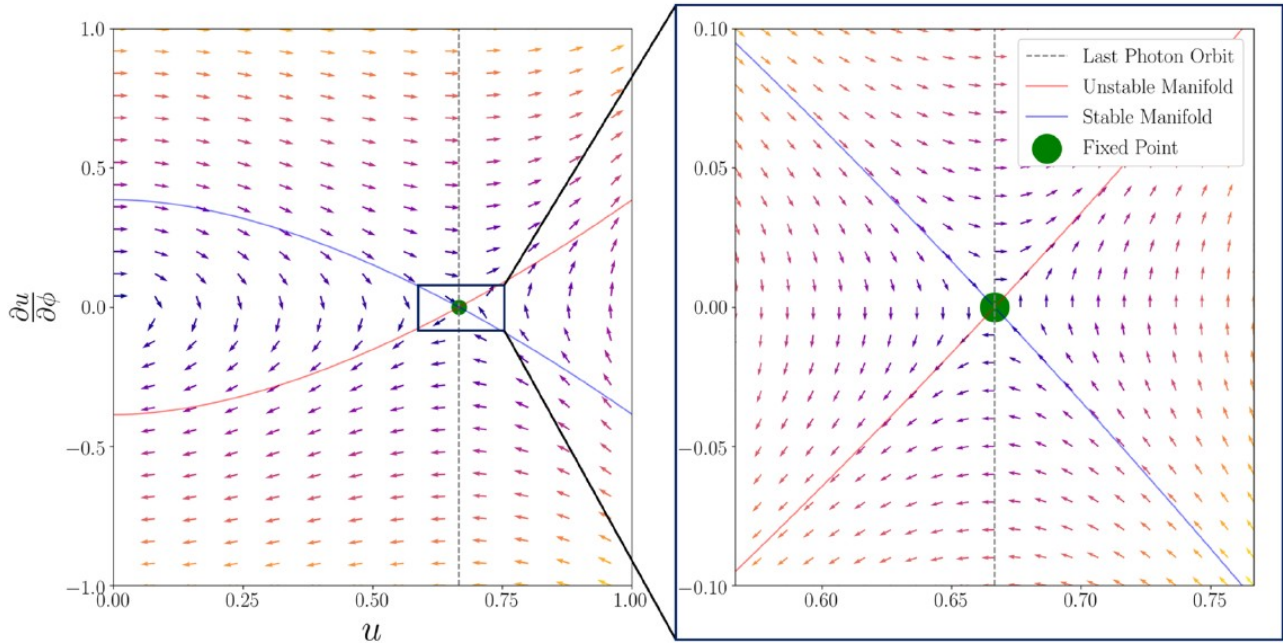 1.0
0.5
0.0
−0.5
−1.0
∂u/∂ϕ
0.00 0.25 0.50 0.75 1.00
u
0.10
0.05
0.00
−0.05
−0.10
0.60 0.65 0.70 0.75
Last Photon Orbit
Unstable Manifold
Stable Manifold
Fixed Point